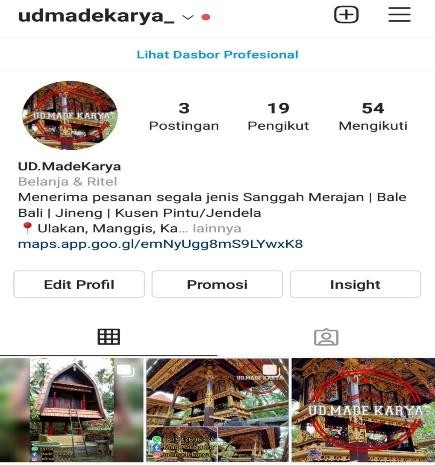 udmadekarya_
Lihat Dasbor Profesional
UD.MADE KARYA
3 19 54
Postingan Pengikut Mengikuti
UD.MadeKarya
Belanja & Ritel
Menerima pesanan segala jenis Sanggah Merajan | Bale
Bali | Jineng | Kusen Pintu/Jendela
Ulakan, Manggis, Ka... lainnya
maps.app.goo.gl/emNyUgg8mS9LYwxK8
Edit Profil Promosi Insight
UD.MADE KARYA
UD.MADE KARYA